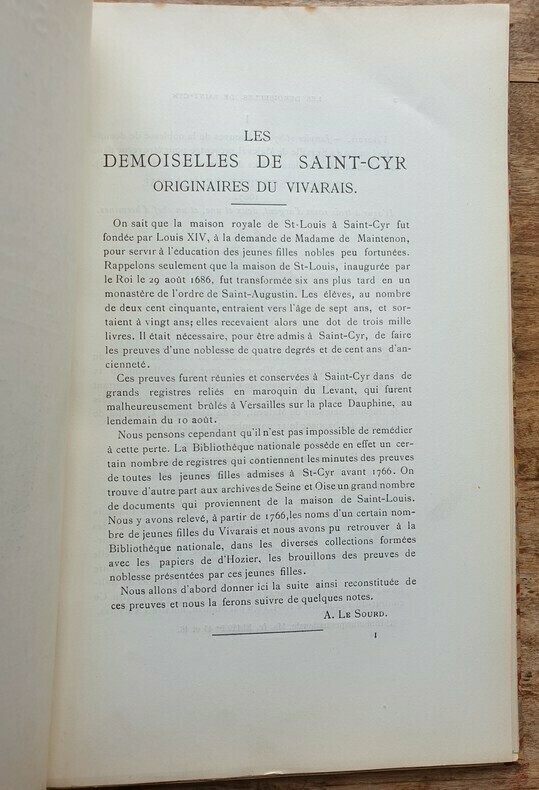 LES
DEMOISELLES DE SAINT-CYR
ORIGINAIRES DU VIVARAIS.
On sait que la maison royale de St-Louis à Saint-Cyr fut
fondée par Louis XIV, à la demande de Madame de Maintenon,
pour servir à l'éducation des jeunes filles nobles peu fortunées.
Rappelons seulement que la maison de St-Louis, inaugurée par
le Roi le 29 août 1686, fut transformée six ans plus tard en un
monastère de l'ordre de Saint-Augustin. Les élèves, au nombre
de deux cent cinquante, entraient vers l'âge de sept ans, et sor-
taient à vingt ans; elles recevaient alors une dot de trois mille
livres. Il était nécessaire, pour être admis à Saint-Cyr, de faire
les preuves d'une noblesse de quatre degrés et de cent ans d'an-
cienneté.
Ces preuves furent réunies et conservées à Saint-Cyr dans de
grands registres reliés en maroquin du Levant, qui furent
malheureusement brûlés à Versailles sur la place Dauphine, au
lendemain du 10 août.
Nous pensons cependant qu'il n'est pas impossible de remédier
à cette perte. La Bibliothèque nationale possède en effet un cer-
tain nombre de registres qui contiennent les minutes des preuves
de toutes les jeunes filles admises à St-Cyr avant 1766. On
trouve d'autre part aux archives de Seine et Oise un grand nombre
de documents qui proviennent de la maison de Saint-Louis.
Nous y avons relevé, à partir de 1766, les noms d'un certain nom-
bre de jeunes filles du Vivarais et nous avons pu retrouver à la
Bibliothèque nationale, dans les diverses collections formées
avec les papiers de d'Hozier, les brouillons des preuves de
noblesse présentées par ces jeunes filles.
Nous allons d'abord donner ici la suite ainsi reconstituée de
ces preuves et nous la ferons suivre de quelques notes.
A. LE SOURD.
1